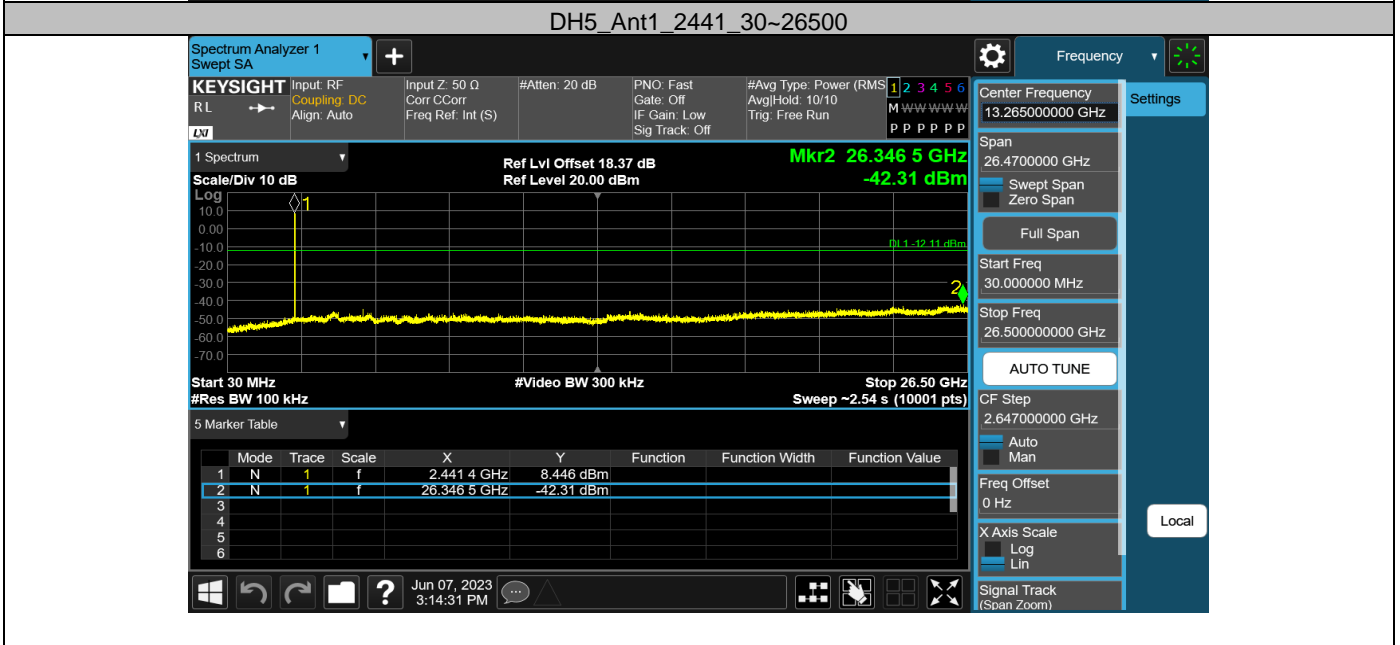 DH5_Ant1_2441_30~26500
Spectrum Analyzer 1
Swept SA
+
Frequency
KEYSIGHT
RL
LXI
Input: RF
Coupling: DC
Align: Auto
Input Z: 50 Ω
Corr CCorr
Freq Ref: Int (S)
#Atten: 20 dB
PNO: Fast
Gate: Off
IF Gain: Low
Sig Track: Off
#Avg Type: Power (RMS
Avg|Hold: 10/10
Trig: Free Run
1 2 3 4 5 6
M W W W W W
P P P P P P
1 Spectrum
Scale/Div 10 dB
Ref Lvl Offset 18.37 dB
Ref Level 20.00 dBm
Mkr2 26.346 5 GHz
-42.31 dBm
Log
10.0
0.00
-10.0
-20.0
-30.0
-40.0
-50.0
-60.0
-70.0
1
DL1 -12.11 dBm
2
Start 30 MHz
#Video BW 300 kHz
Stop 26.50 GHz
#Res BW 100 kHz
Sweep ~2.54 s (10001 pts)
5 Marker Table
Mode Trace Scale X Y Function Function Width Function Value
1 N 1 f 2.441 4 GHz 8.446 dBm
2 N 1 f 26.346 5 GHz -42.31 dBm
3
4
5
6
?
Jun 07, 2023
3:14:31 PM
Center Frequency
13.265000000 GHz
Settings
Span
26.4700000 GHz
Swept Span
Zero Span
Full Span
Start Freq
30.000000 MHz
Stop Freq
26.500000000 GHz
AUTO TUNE
CF Step
2.647000000 GHz
Auto
Man
Freq Offset
0 Hz
Local
X Axis Scale
Log
Lin
Signal Track
(Span Zoom)